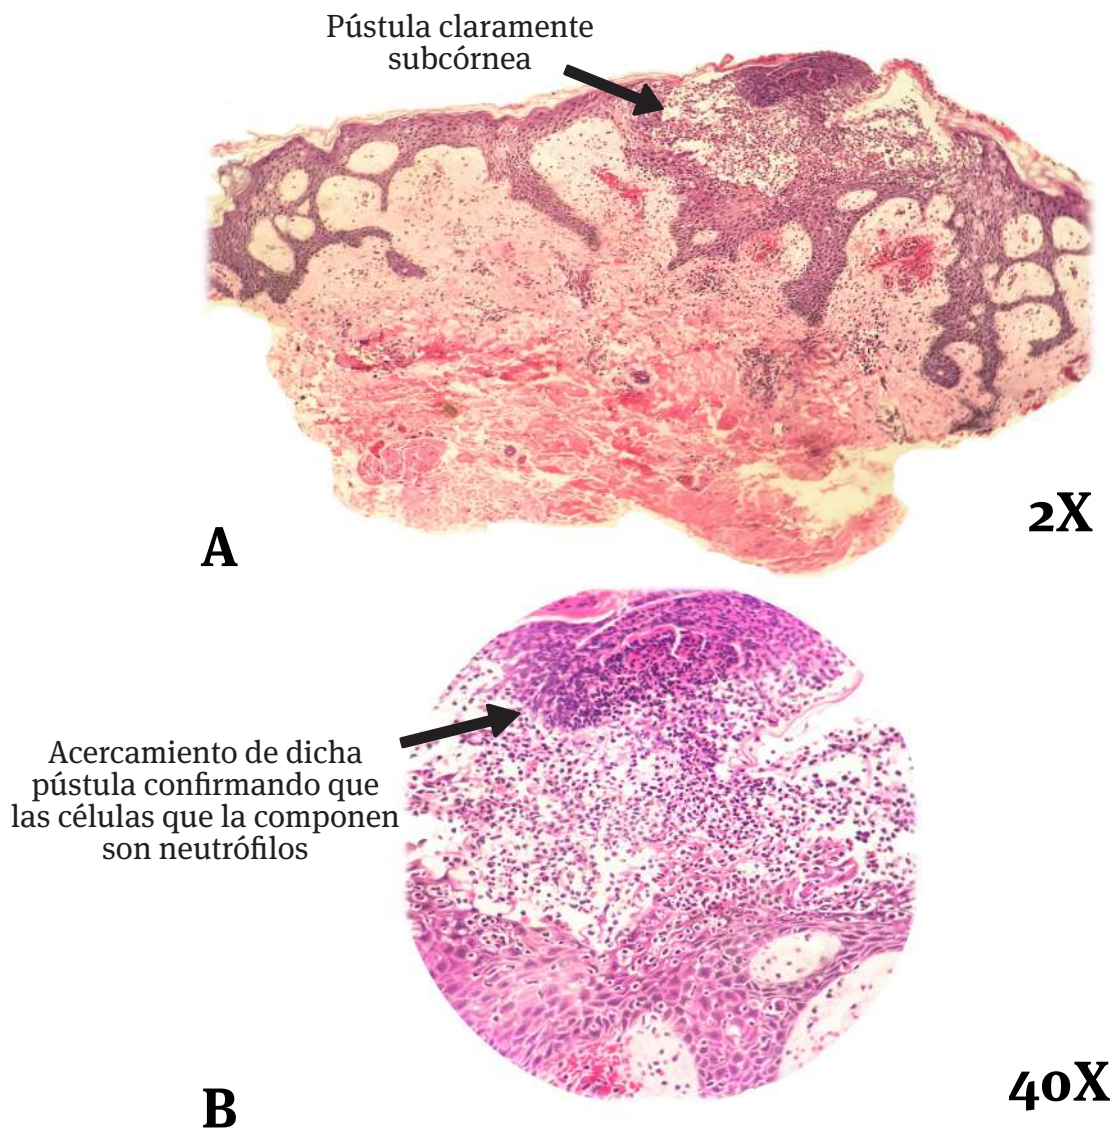 Pústula claramente
subcórnea
2X
A
Acercamiento de dicha
pústula confirmando que
las células que la componen
son neutrófilos
40X
B